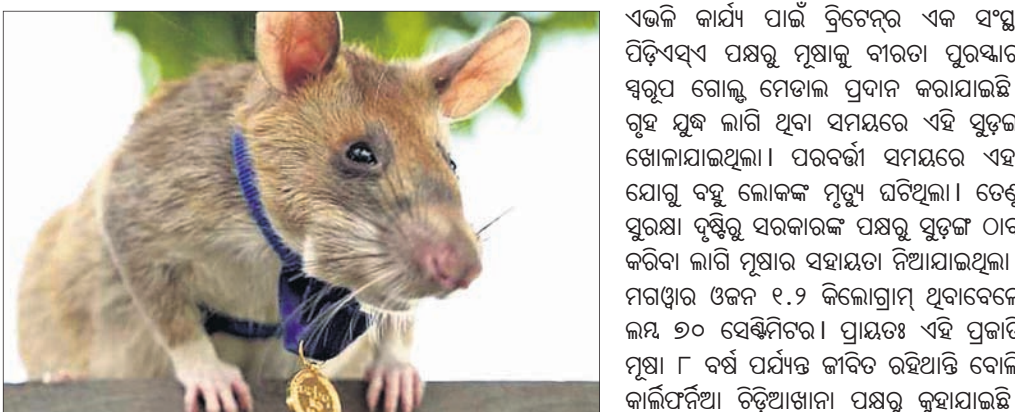 ଏଭଳି କାର୍ଯ୍ୟ ପାଇଁ ବ୍ରିଟେନ୍‌ର ଏକ
ପିଡ଼ିଏସ୍‌ଏ ପକ୍ଷରୁ ମୂଷାକୁ ବୀରତା
ସ୍ୱରୂପ ଗୋଲ୍ଡ ମେଡାଲ ପ୍ରଦାନ କରାଯାଇଛି
ଗୃହ ଯୁଦ୍ଧ ଲାଗି ଥିବା ସମୟରେ ଏହି
ଖୋଳାଯାଇଥିଲା। ପରବର୍ତ୍ତୀ ସମୟରେ ଏହା
ଯୋଗୁ ବହୁ ଲୋକଙ୍କ ମୃତ୍ୟୁ ଘଟିଥିଲା।
ସୁରକ୍ଷା ଦୃଷ୍ଟିରୁ ସରକାରଙ୍କ ପକ୍ଷରୁ ସୁଡ଼ଙ୍ଗ
କରିବା ଲାଗି ମୂଷାର ସହାୟତା ନିଆଯାଇଥିଲା
ମଗୱାର ଓଜନ ୧.୨ କିଲୋଗ୍ରାମ୍ ଥିବାବେଳେ
ଲମ୍ବ ୭୦ ସେଣ୍ଟିମିଟର। ପ୍ରାୟତଃ ଏହି
ମୂଷା ୮ ବର୍ଷ ପର୍ଯ୍ୟନ୍ତ ଜୀବିତ ରହିଥାନ୍ତି ବୋଲି
କାର୍ଲିଫର୍ନିଆ ଚିଡ଼ିଆଖାନା ପକ୍ଷରୁ କୁହାଯାଇଛି